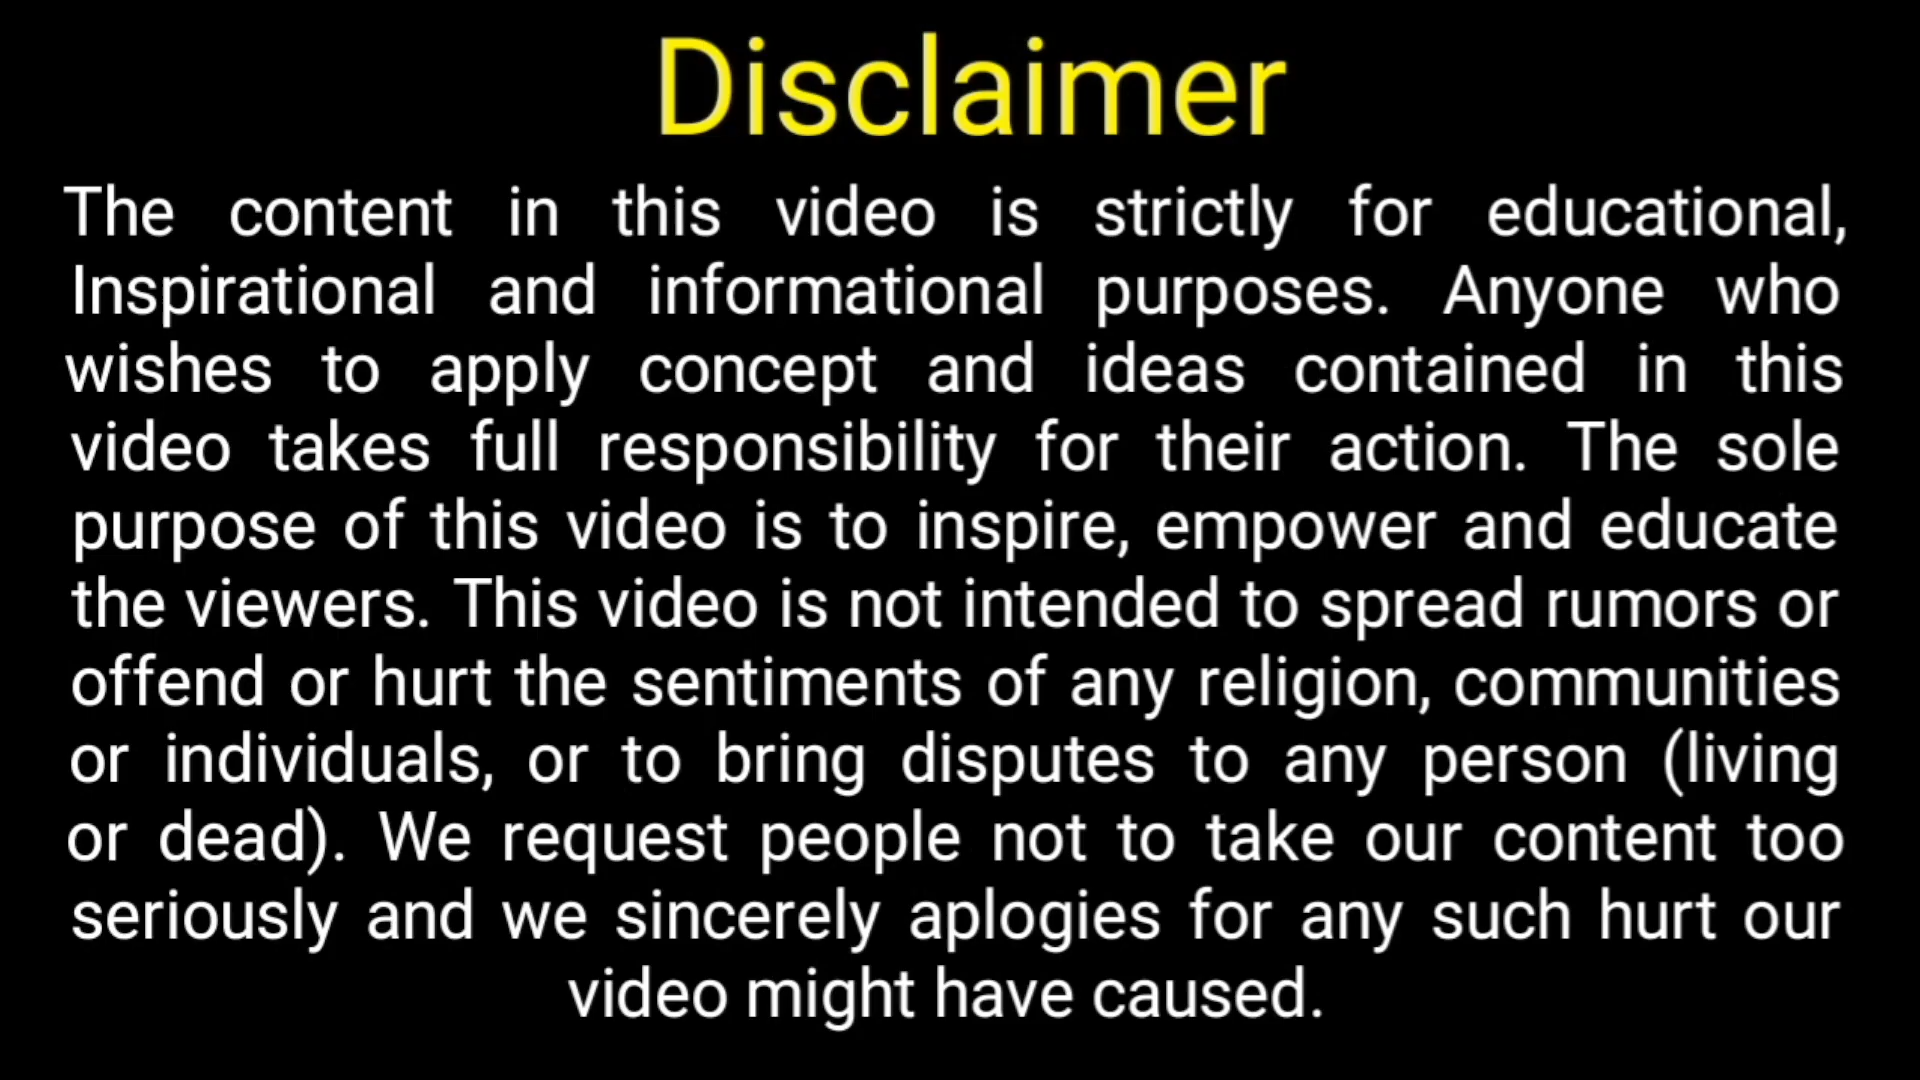 Disclaimer
The content in this video is strictly for educational,
Inspirational and informational purposes. Anyone who
wishes to apply concept and ideas contained in this
video takes full responsibility for their action. The sole
purpose of this video is to inspire, empower and educate
the viewers. This video is not intended to spread rumors or
offend or hurt the sentiments of any religion, communities
or individuals, or to bring disputes to any person (living
or dead). We request people not to take our content too
seriously and we sincerely aplogies for any such hurt our
video might have caused.